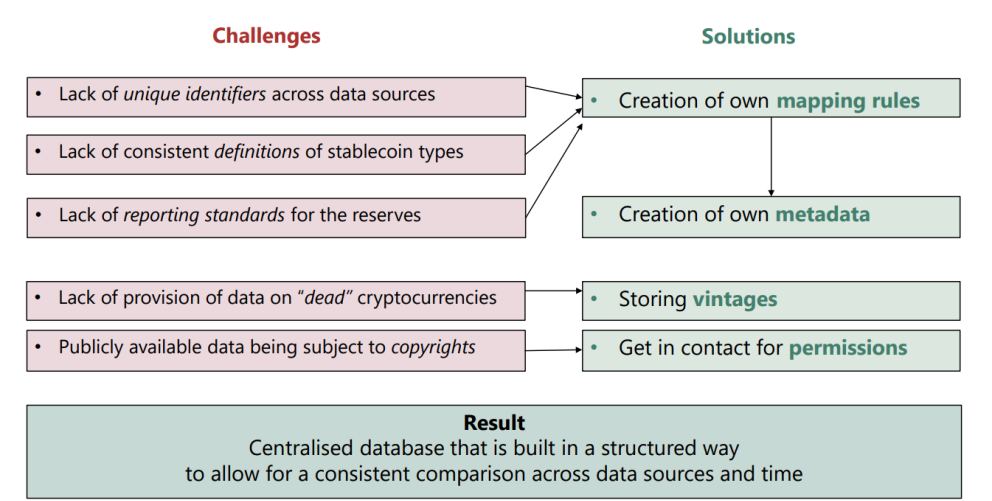 Challenges
Solutions
• Lack of unique identifiers across data sources
• Creation of own mapping rules
• Lack of consistent definitions of stablecoin types
• Lack of reporting standards for the reserves
• Creation of own metadata
• Lack of provision of data on “dead” cryptocurrencies
• Storing vintages
• Publicly available data being subject to copyrights
• Get in contact for permissions
Result
Centralised database that is built in a structured way
to allow for a consistent comparison across data sources and time